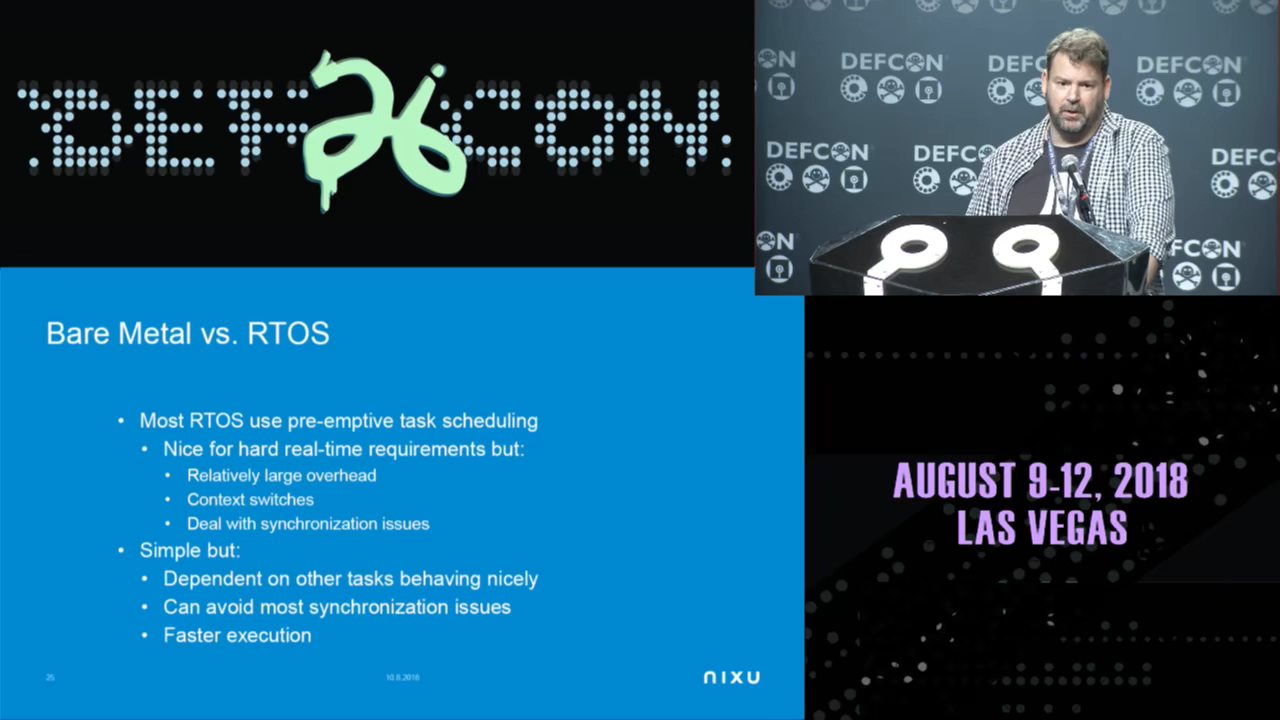 DEF 26 CON
DEFCON
DEFCON
DEFCON
DEFCON
DEFCON
Bare Metal vs. RTOS
• Most RTOS use pre-emptive task scheduling
• Nice for hard real-time requirements but:
• Relatively large overhead
• Context switches
• Deal with synchronization issues
• Simple but:
• Dependent on other tasks behaving nicely
• Can avoid most synchronization issues
• Faster execution
25
10.8.2018
nixu
AUGUST 9-12, 2018
LAS VEGAS